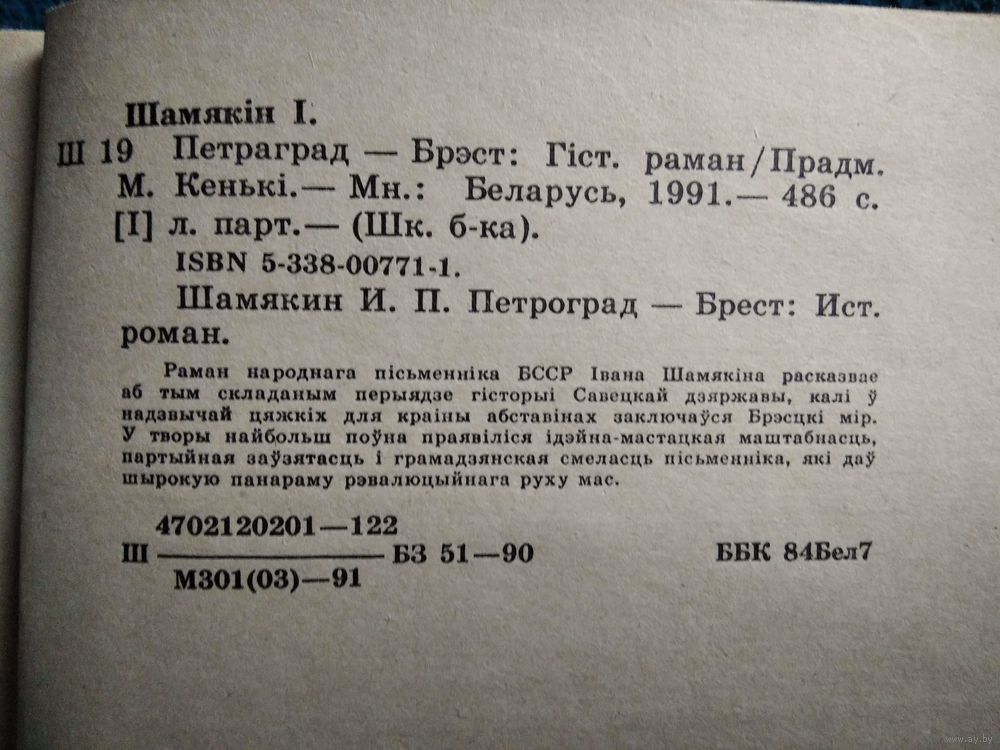 Шамякін І.
Ш 19 Петраград — Брэст: Гіст. раман/Прадм.
М. Кенькі.— Мн.: Беларусь, 1991.— 486 с.
[I] л. парт.— (Шк. б-ка).
ISBN 5-338-00771-1.
Шамякин И. П. Петроград — Брест: Ист.
роман.
Раман народнага пісьменніка БССР Івана Шамякіна расказвае
аб тым складаным перыядзе гісторыі Савецкай дзяржавы, калі ў
надзвычай цяжкіх для краіны абставінах заключаўся Брэсцкі мір.
У творы найбольш поўна праявіліся ідэйна-мастацкая маштабнасць,
партыйная заўзятасць і грамадзянская смеласць пісьменніка, які даў
шырокую панараму рэвалюцыйнага руху мас.
4702120201—122
Ш ——— БЗ 51—90 ББК 84Бел7
М301(03)—91
www.ay.by